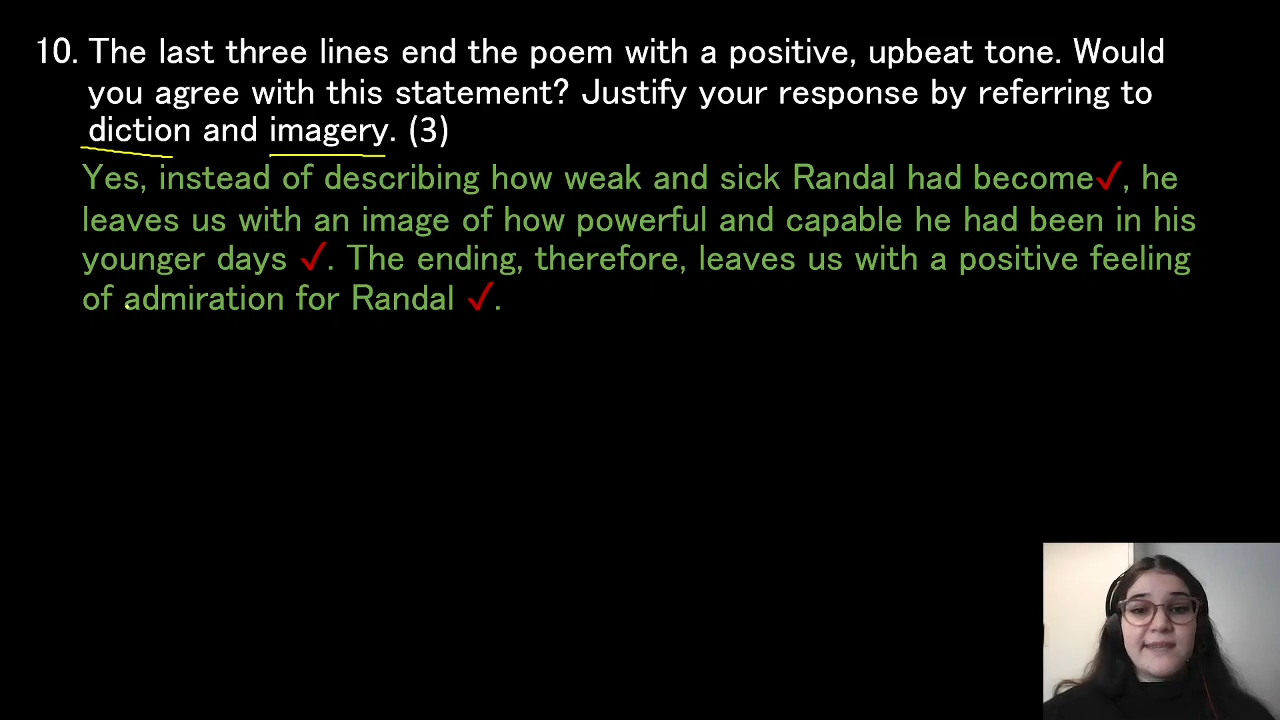 10. The last three lines end the poem with a positive, upbeat tone. Would
you agree with this statement? Justify your response by referring to
diction and imagery. (3)
Yes, instead of describing how weak and sick Randal had become✓, he
leaves us with an image of how powerful and capable he had been in his
younger days ✓. The ending, therefore, leaves us with a positive feeling
of admiration for Randal ✓.